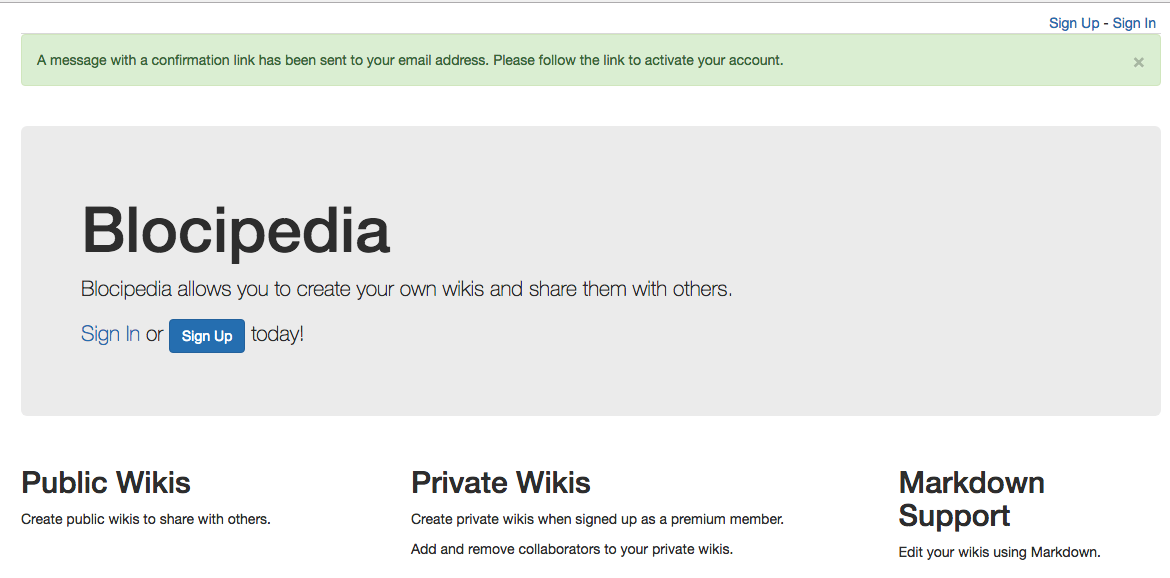 Sign Up - Sign In
A message with a confirmation link has been sent to your email address. Please follow the link to activate your account. ×
Blocipedia
Blocipedia allows you to create your own wikis and share them with others.
Sign In or Sign Up today!
Public Wikis
Create public wikis to share with others.
Private Wikis
Create private wikis when signed up as a premium member.
Add and remove collaborators to your private wikis.
Markdown
Support
Edit your wikis using Markdown.